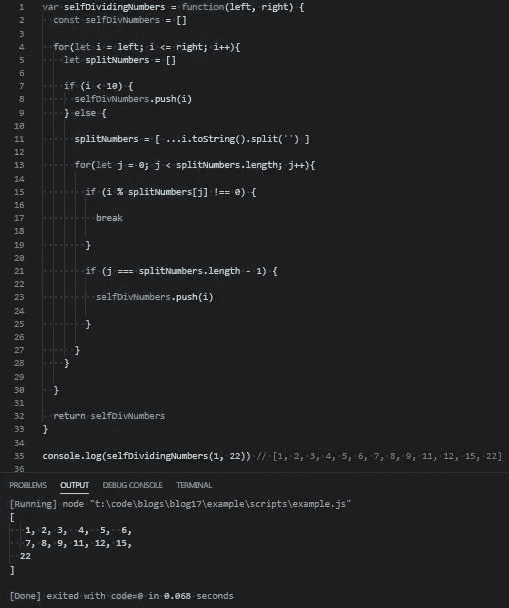 1 var selfDividingNumbers = function(left, right) {
2 const selfDivNumbers = []
3
4 for(let i = left; i <= right; i++){
5 let splitNumbers = []
6
7 if (i < 10) {
8 selfDivNumbers.push(i)
9 } else {
10
11 splitNumbers = [ ...i.toString().split(``) ]
12
13 for(let j = 0; j < splitNumbers.length; j++){
14
15 if (i % splitNumbers[j] !== 0) {
16
17 break
18
19 }
20
21 if (j === splitNumbers.length - 1) {
22
23 selfDivNumbers.push(i)
24
25 }
26
27 }
28 }
29
30 }
31
32 return selfDivNumbers
33 }
34
35 console.log(selfDividingNumbers(1, 22)) // [1, 2, 3, 4, 5, 6, 7, 8, 9, 11, 12, 15, 22]
36
PROBLEMS OUTPUT DEBUG CONSOLE TERMINAL
[Running] node "t:\code\blogs\blog17\example\scripts\example.js"
[
1, 2, 3, 4, 5, 6,
7, 8, 9, 11, 12, 15,
22
]
[Done] exited with code=0 in 0.068 seconds